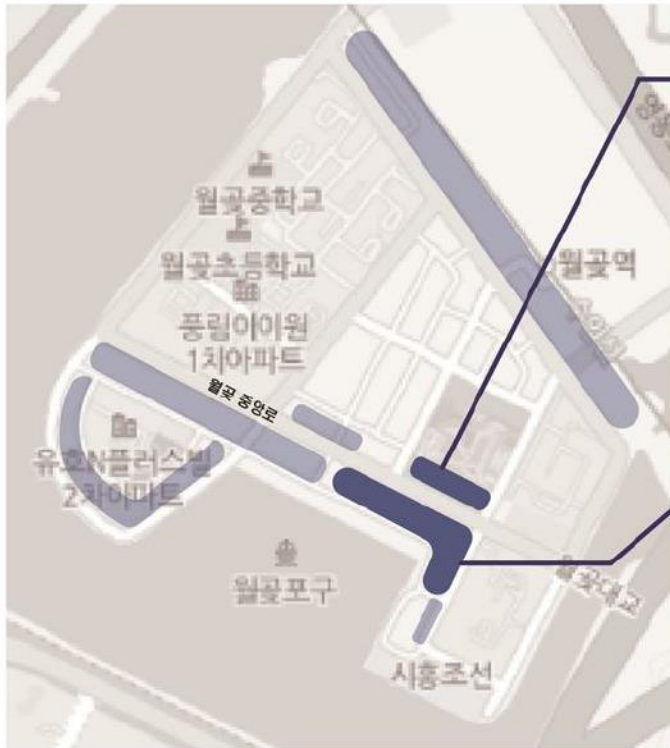 월곶중학교
월곶초등학교
월곶역
풍림아이원
1차아파트
월곶 중앙로
유호N플러스빌
2차아파트
월곶포구
월곶대교
시흥조선